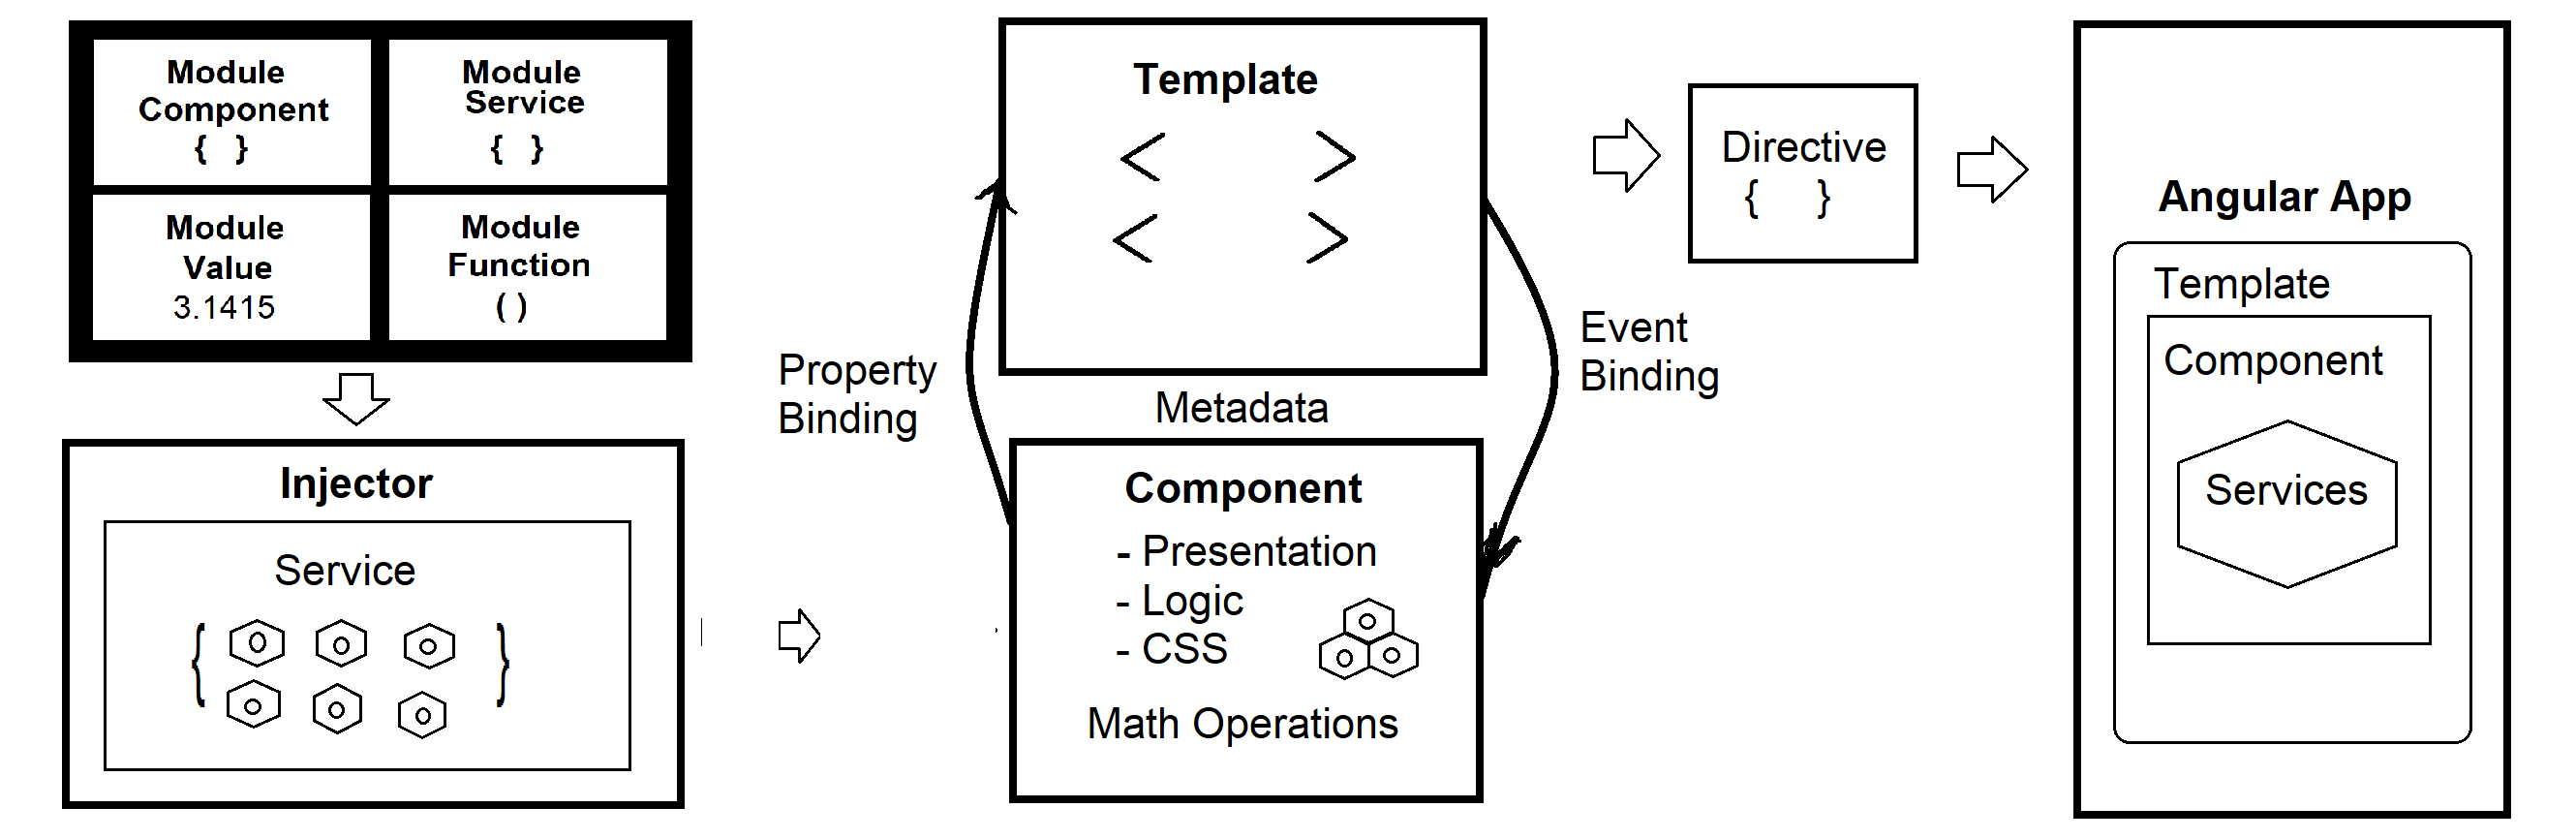 Module
Component
{ }
Module
Service
{ }
Module
Value
3.1415
Module
Function
( )
Injector
Service
{ }
Property
Binding
Template
< >
< >
Metadata
Component
- Presentation
- Logic
- CSS
Math Operations
Event
Binding
Directive
{ }
Angular App
Template
Component
Services